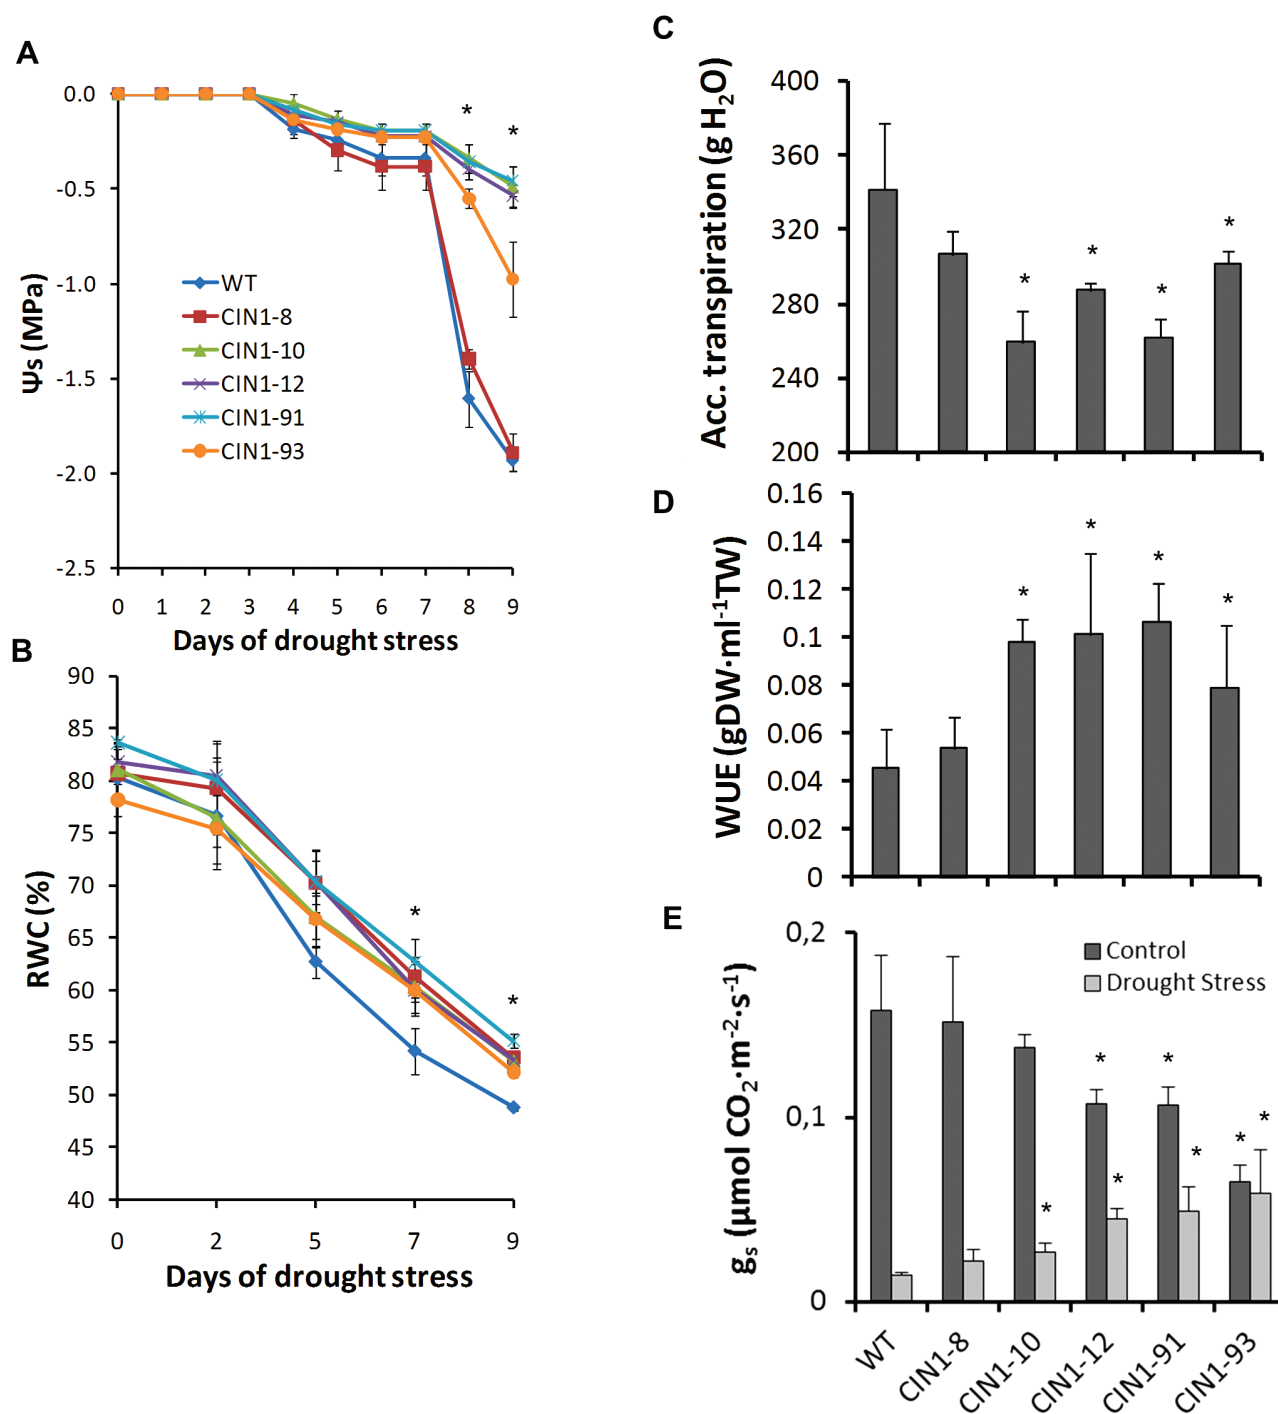 A
0.0
-0.5
-1.0
-1.5
-2.0
-2.5
Ψs (MPa)
* *
WT
CIN1-8
CIN1-10
CIN1-12
CIN1-91
CIN1-93
0 1 2 3 4 5 6 7 8 9
Days of drought stress
B
90
85
80
75
70
65
60
55
50
45
40
RWC (%)
* *
0 2 5 7 9
Days of drought stress
C
400
360
320
280
240
200
Acc. transpiration (g H₂O)
* * * *
D
0.16
0.14
0.12
0.1
0.08
0.06
0.04
0.02
0
WUE (gDW·ml⁻¹TW)
* * * *
E
0,2
0,1
0
gₛ (μmol CO₂·m⁻²·s⁻¹)
Control
Drought Stress
* * * * * * *
WT CIN1-8 CIN1-10 CIN1-12 CIN1-91 CIN1-93